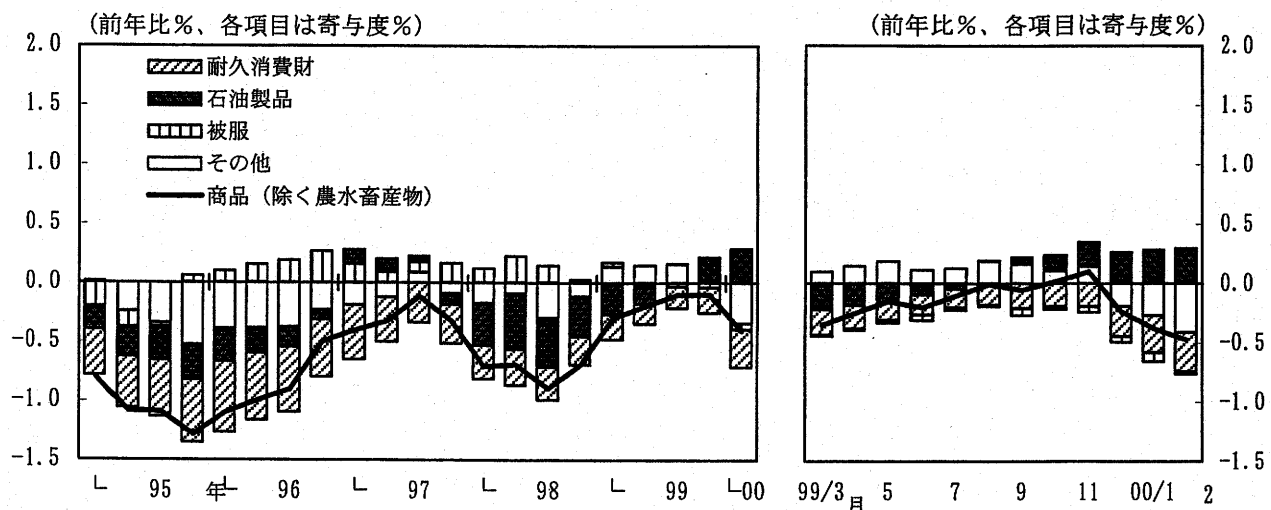 (前年比%、各項目は寄与度%)
2.0
1.5
1.0
0.5
0.0
-0.5
-1.0
-1.5
耐久消費財
石油製品
被服
その他
商品（除く農水畜産物）
95 年 96 97 98 99 00
(前年比%、各項目は寄与度%)
2.0
1.5
1.0
0.5
0.0
-0.5
-1.0
-1.5
99/3月 5 7 9 11 00/1 2